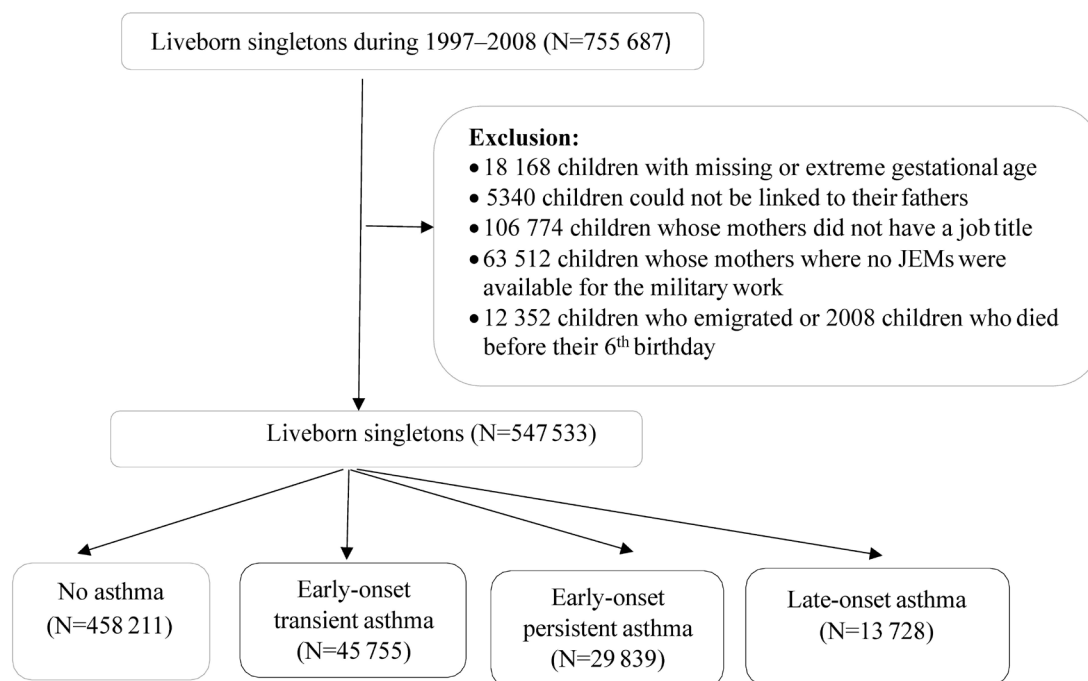 Liveborn singletons during 1997–2008 (N=755 687)
Exclusion:
• 18 168 children with missing or extreme gestational age
• 5340 children could not be linked to their fathers
• 106 774 children whose mothers did not have a job title
• 63 512 children whose mothers where no JEMs were
available for the military work
• 12 352 children who emigrated or 2008 children who died
before their 6th birthday
Liveborn singletons (N=547 533)
No asthma
(N=458 211)
Early-onset
transient asthma
(N=45 755)
Early-onset
persistent asthma
(N=29 839)
Late-onset asthma
(N=13 728)